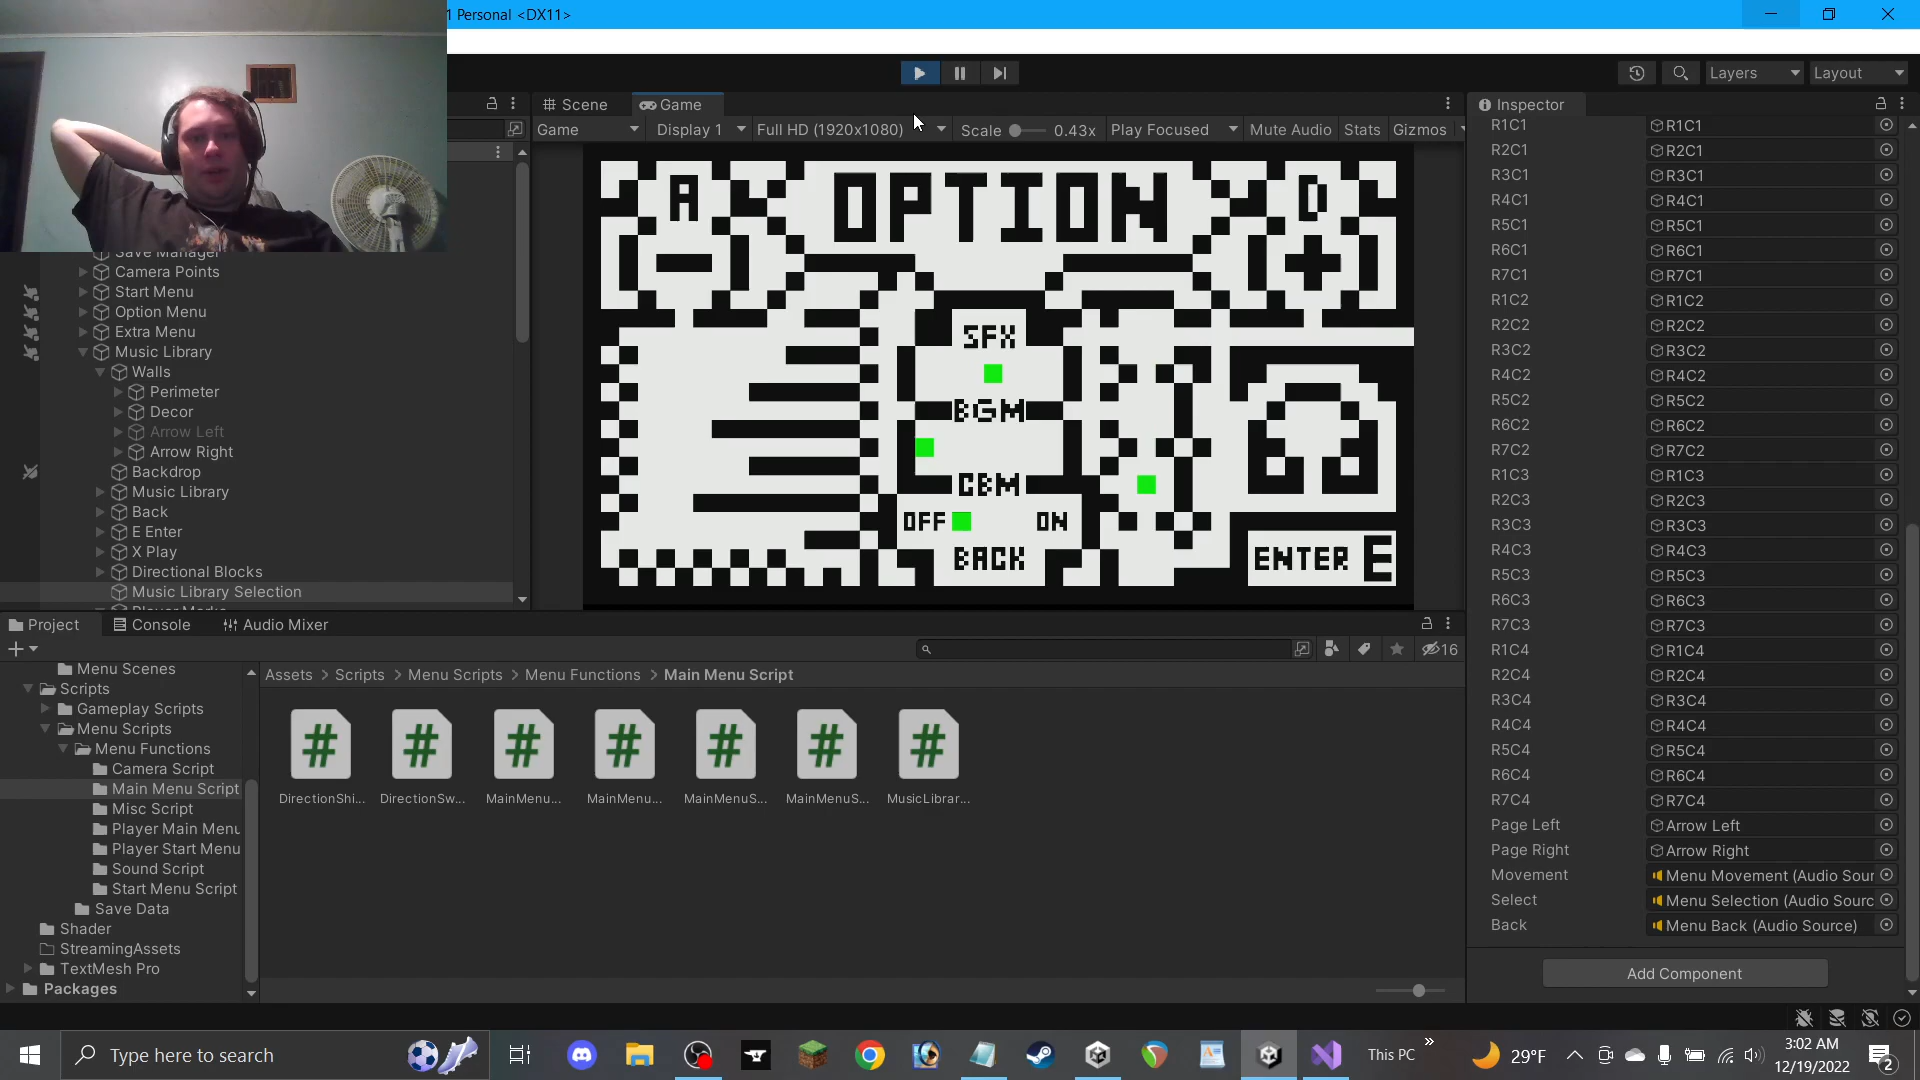 1 Personal <DX11>
Layers
Layout
Scene
Game
Inspector
Game
Display 1
Full HD (1920x1080)
Scale
0.43x
Play Focused
Mute Audio
Stats
Gizmos
Save Manager
Camera Points
Start Menu
Option Menu
Extra Menu
Music Library
Walls
Perimeter
Decor
Arrow Left
Arrow Right
Backdrop
Music Library
Back
E Enter
X Play
Directional Blocks
Music Library Selection
A
OPTION
D
SFX
BGM
CBM
OFF
ON
BACK
ENTER E
R1C1 R1C1
R2C1 R2C1
R3C1 R3C1
R4C1 R4C1
R5C1 R5C1
R6C1 R6C1
R7C1 R7C1
R1C2 R1C2
R2C2 R2C2
R3C2 R3C2
R4C2 R4C2
R5C2 R5C2
R6C2 R6C2
R7C2 R7C2
R1C3 R1C3
R2C3 R2C3
R3C3 R3C3
R4C3 R4C3
R5C3 R5C3
R6C3 R6C3
R7C3 R7C3
R1C4 R1C4
R2C4 R2C4
R3C4 R3C4
R4C4 R4C4
R5C4 R5C4
R6C4 R6C4
R7C4 R7C4
Page Left Arrow Left
Page Right Arrow Right
Movement Menu Movement (Audio Sour
Select Menu Selection (Audio Sourc
Back Menu Back (Audio Source)
Add Component
Project
Console
Audio Mixer
16
Menu Scenes
Scripts
Gameplay Scripts
Menu Scripts
Menu Functions
Camera Script
Main Menu Script
Misc Script
Player Main Menu
Player Start Menu
Sound Script
Start Menu Script
Save Data
Shader
StreamingAssets
TextMesh Pro
Packages
Assets > Scripts > Menu Scripts > Menu Functions > Main Menu Script
DirectionShi...
DirectionSw...
MainMenu...
MainMenu...
MainMenuS...
MainMenuS...
MusicLibrar...
Type here to search
This PC
29°F
3:02 AM
12/19/2022
2